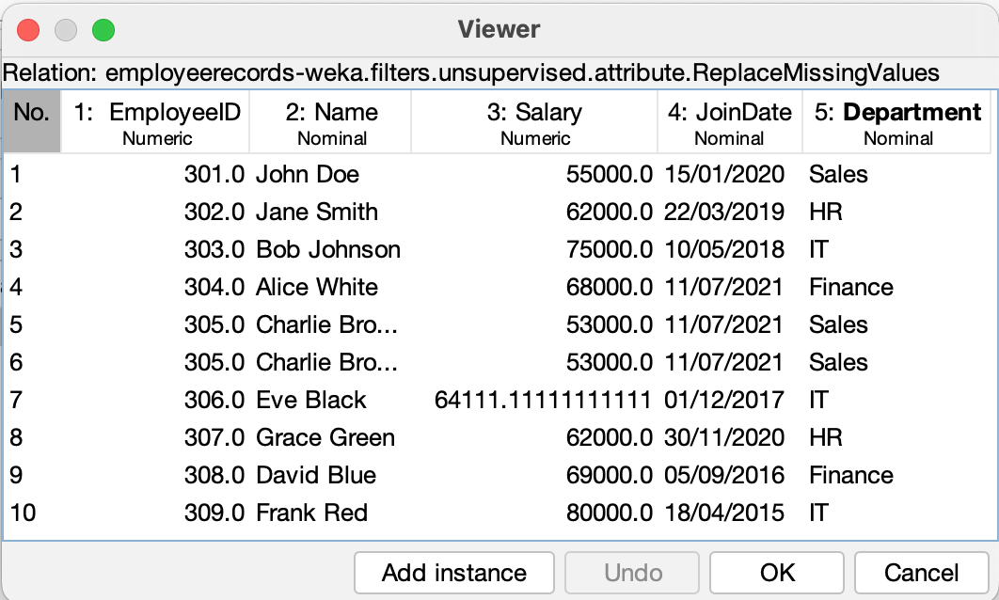 Viewer
Relation: employeerecords-weka.filters.unsupervised.attribute.ReplaceMissingValues
No. 1: EmployeeID 2: Name 3: Salary 4: JoinDate 5: Department
Numeric Nominal Numeric Nominal Nominal
1 301.0 John Doe 55000.0 15/01/2020 Sales
2 302.0 Jane Smith 62000.0 22/03/2019 HR
3 303.0 Bob Johnson 75000.0 10/05/2018 IT
4 304.0 Alice White 68000.0 11/07/2021 Finance
5 305.0 Charlie Bro... 53000.0 11/07/2021 Sales
6 305.0 Charlie Bro... 53000.0 11/07/2021 Sales
7 306.0 Eve Black 64111.11111111111 01/12/2017 IT
8 307.0 Grace Green 62000.0 30/11/2020 HR
9 308.0 David Blue 69000.0 05/09/2016 Finance
10 309.0 Frank Red 80000.0 18/04/2015 IT
Add instance Undo OK Cancel